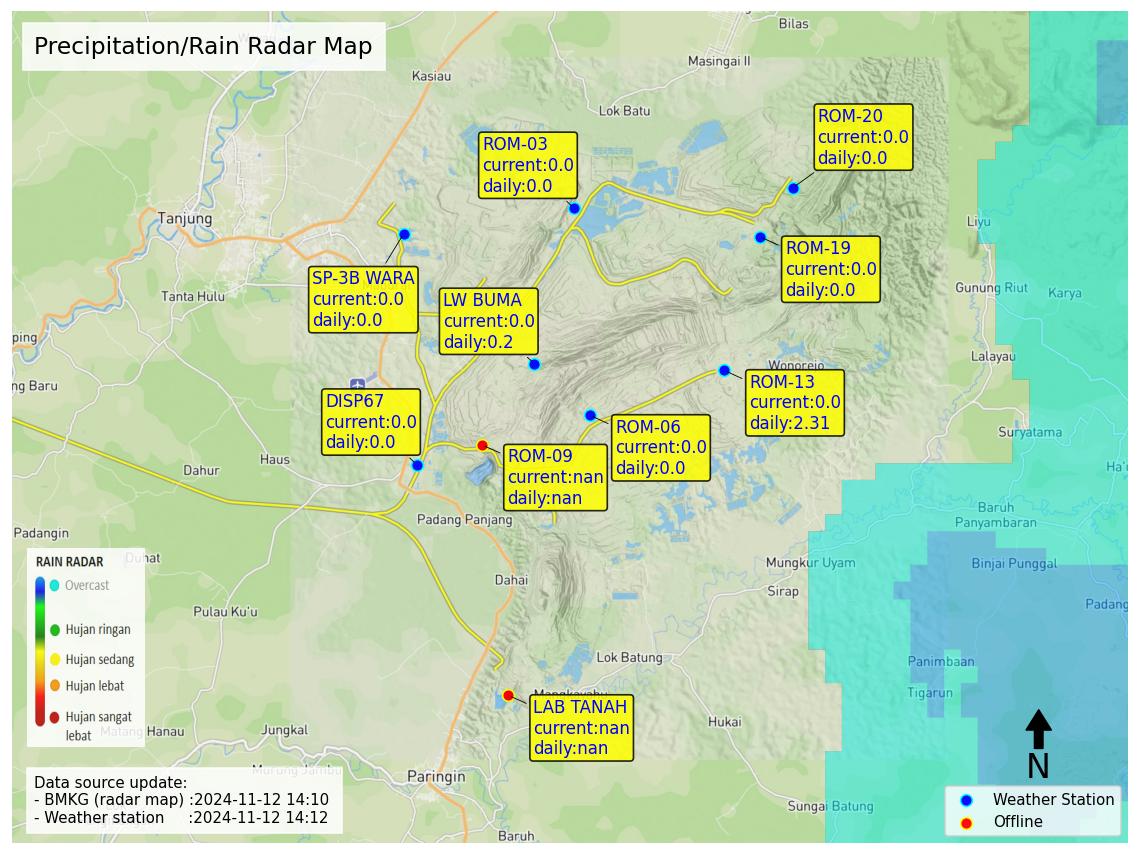 Precipitation/Rain Radar Map
Bilas
Masingai II
Kasiau
Lok Batu
ROM-20
current:0.0
daily:0.0
ROM-03
current:0.0
daily:0.0
Tanjung
Liyu
ROM-19
current:0.0
daily:0.0
SP-3B WARA
current:0.0
daily:0.0
Tanta Hulu
LW BUMA
current:0.0
daily:0.2
Gunung Riut
Karya
ping
Lalayau
Wonorejo
ng Baru
ROM-13
current:0.0
daily:2.31
DISP67
current:0.0
daily:0.0
ROM-06
current:0.0
daily:0.0
Suryatama
ROM-09
current:nan
daily:nan
Haus
Dahur
Ha'u
Padang Panjang
Baruh
Panyambaran
Padangin
Mungkur Uyam
Binjai Punggal
RAIN RADAR
Overcast
Hujan ringan
Hujan sedang
Hujan lebat
Hujan sangat
lebat
Duhat
Dahai
Sirap
Padang
Pulau Ku'u
Lok Batung
Panimbaan
Tigarun
Mangkayahu
LAB TANAH
current:nan
daily:nan
Hukai
Matang Hanau
Jungkal
Murung Jambu
Paringin
N
Sungai Batung
Baruh
Data source update:
- BMKG (radar map) :2024-11-12 14:10
- Weather station :2024-11-12 14:12
Weather Station
Offline